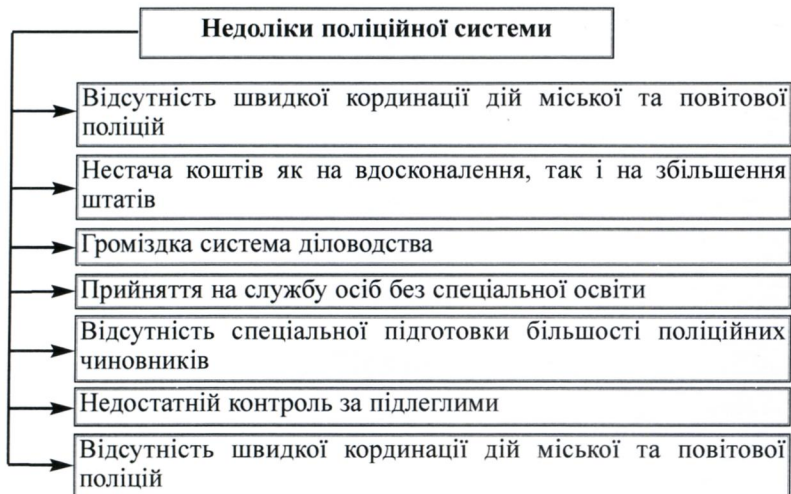 Недоліки поліційної системи
Відсутність швидкої кординації дій міської та повітової
поліцій
Нестача коштів як на вдосконалення, так і на збільшення
штатів
Громіздка система діловодства
Прийняття на службу осіб без спеціальної освіти
Відсутність спеціальної підготовки більшості поліційних
чиновників
Недостатній контроль за підлеглими
Відсутність швидкої кординації дій міської та повітової
поліцій